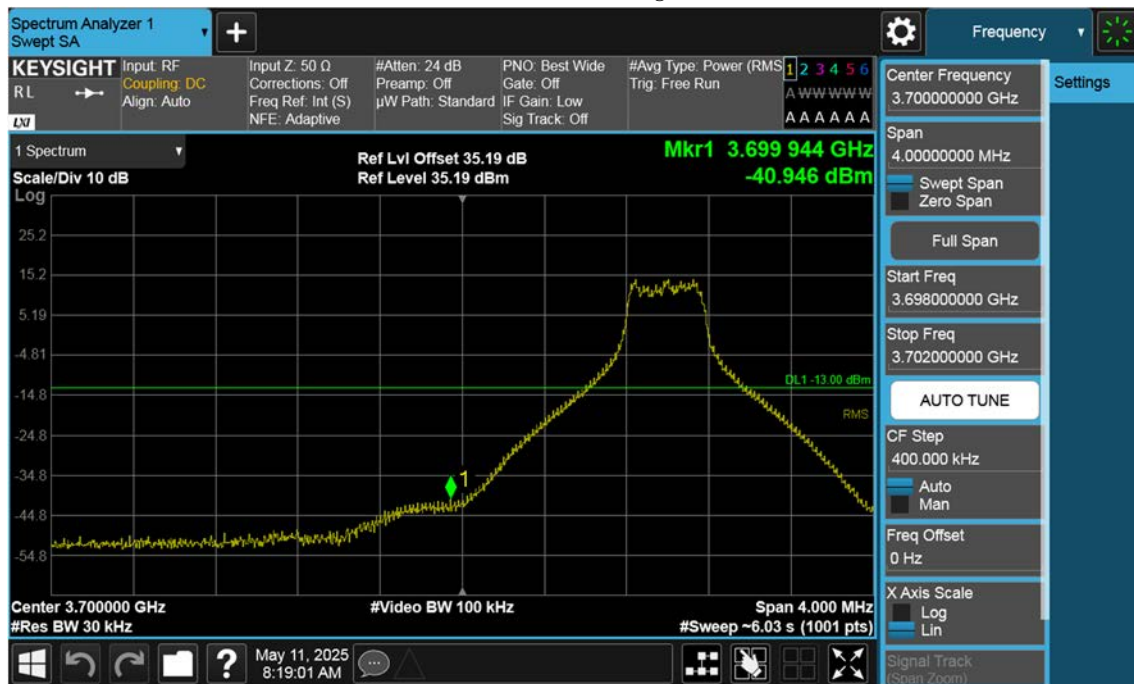 Spectrum Analyzer 1
Swept SA
+
Frequency
KEYSIGHT
RL
LXI
Input: RF
Coupling: DC
Align: Auto
Input Z: 50 Ω
Corrections: Off
Freq Ref: Int (S)
NFE: Adaptive
#Atten: 24 dB
Preamp: Off
µW Path: Standard
PNO: Best Wide
Gate: Off
IF Gain: Low
Sig Track: Off
#Avg Type: Power (RMS
Trig: Free Run
1 2 3 4 5 6
A W W W W W
A A A A A A
1 Spectrum
Scale/Div 10 dB
Ref Lvl Offset 35.19 dB
Ref Level 35.19 dBm
Mkr1 3.699 944 GHz
-40.946 dBm
Log
25.2
15.2
5.19
-4.81
-14.8
-24.8
-34.8
-44.8
-54.8
DL1 -13.00 dBm
RMS
1
Center 3.700000 GHz
#Res BW 30 kHz
#Video BW 100 kHz
Span 4.000 MHz
#Sweep ~6.03 s (1001 pts)
Center Frequency
3.700000000 GHz
Span
4.00000000 MHz
Swept Span
Zero Span
Full Span
Start Freq
3.698000000 GHz
Stop Freq
3.702000000 GHz
AUTO TUNE
CF Step
400.000 kHz
Auto
Man
Freq Offset
0 Hz
X Axis Scale
Log
Lin
Signal Track
(Span Zoom)
Settings
?
May 11, 2025
8:19:01 AM